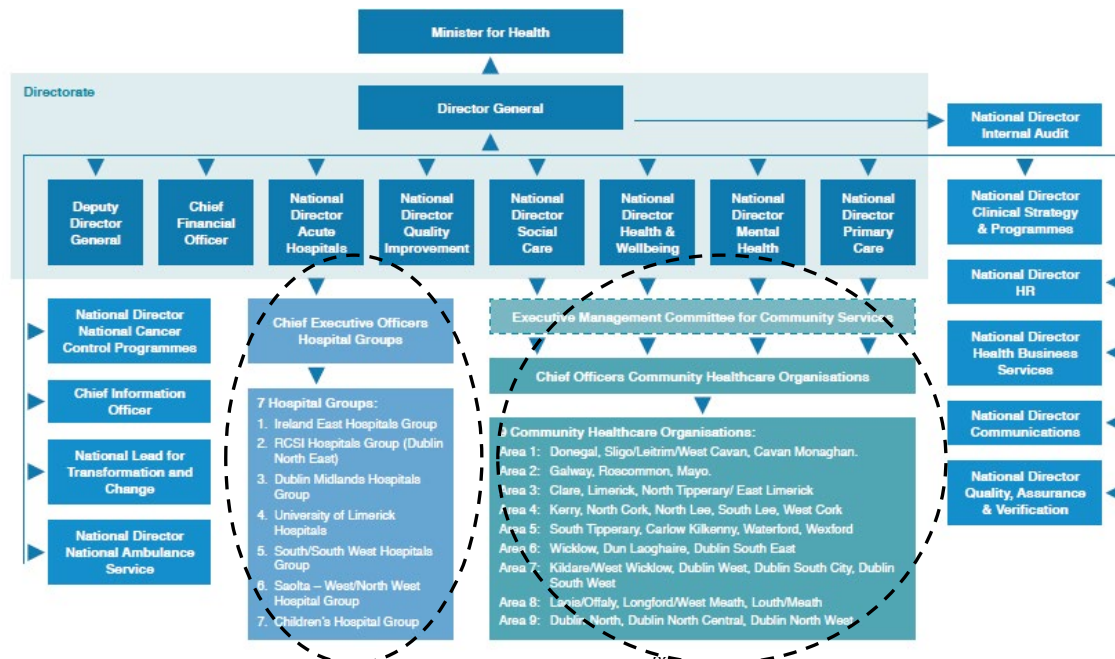 Minister for Health
Directorate
Director General
National Director
Internal Audit
Deputy
Director
General
Chief
Financial
Officer
National
Director
Acute
Hospitals
National
Director
Quality
Improvement
National
Director
Social
Care
National
Director
Health &
Wellbeing
National
Director
Mental
Health
National
Director
Primary
Care
National Director
Clinical Strategy
& Programmes
National Director
National Cancer
Control Programmes
Chief Information
Officer
National Lead for
Transformation and
Change
National Director
National Ambulance
Service
Chief Executive Officers
Hospital Groups
7 Hospital Groups:
1. Ireland East Hospitals Group
2. RCSI Hospitals Group (Dublin
North East)
3. Dublin Midlands Hospitals
Group
4. University of Limerick
Hospitals
5. South/South West Hospitals
Group
6. Saolta – West/North West
Hospital Group
7. Children's Hospital Group
Executive Management Committee for Community Services
Chief Officers Community Healthcare Organisations
9 Community Healthcare Organisations:
Area 1: Donegal, Sligo/Leitrim/West Cavan, Cavan Monaghan.
Area 2: Galway, Roscommon, Mayo.
Area 3: Clare, Limerick, North Tipperary/ East Limerick
Area 4: Kerry, North Cork, North Lee, South Lee, West Cork
Area 5: South Tipperary, Carlow Kilkenny, Waterford, Wexford
Area 6: Wicklow, Dun Laoghaire, Dublin South East
Area 7: Kildare/West Wicklow, Dublin West, Dublin South City, Dublin
South West
Area 8: Laois/Offaly, Longford/West Meath, Louth/Meath
Area 9: Dublin North, Dublin North Central, Dublin North West
National Director
HR
National Director
Health Business
Services
National Director
Communications
National Director
Quality, Assurance
& Verification